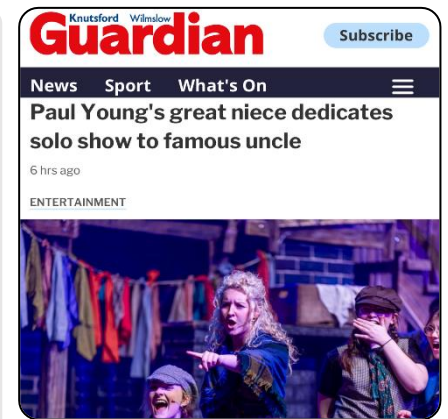 Knutsford Wilmslow
Guardian
Subscribe
News Sport What's On
Paul Young's great niece dedicates
solo show to famous uncle
6 hrs ago
ENTERTAINMENT